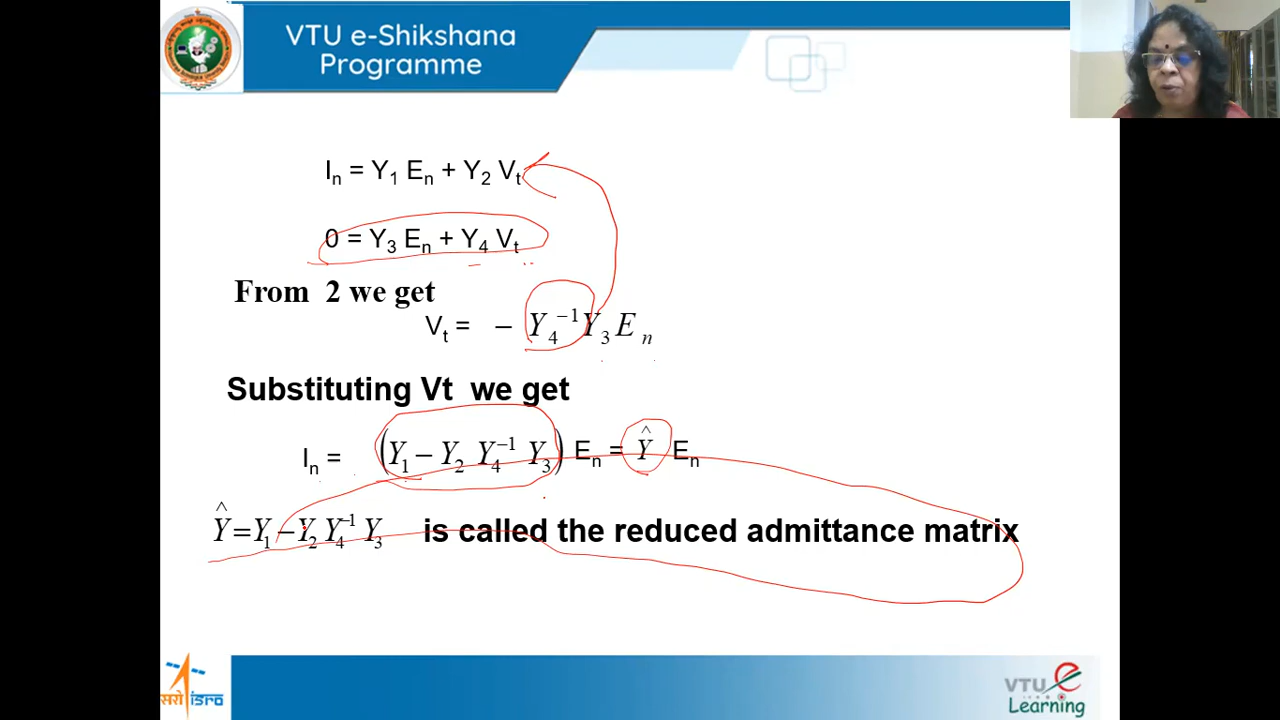 VTU e-Shikshana
Programme
Iₙ = Y₁ Eₙ + Y₂ Vₜ
0 = Y₃ Eₙ + Y₄ Vₜ
From 2 we get
Vₜ = − Y₄⁻¹ Y₃ Eₙ
Substituting Vt we get
Iₙ = (Y₁ − Y₂ Y₄⁻¹ Y₃) Eₙ = Ŷ Eₙ
Ŷ = Y₁ − Y₂ Y₄⁻¹ Y₃ is called the reduced admittance matrix
इसरो isro
VTU e
Learning